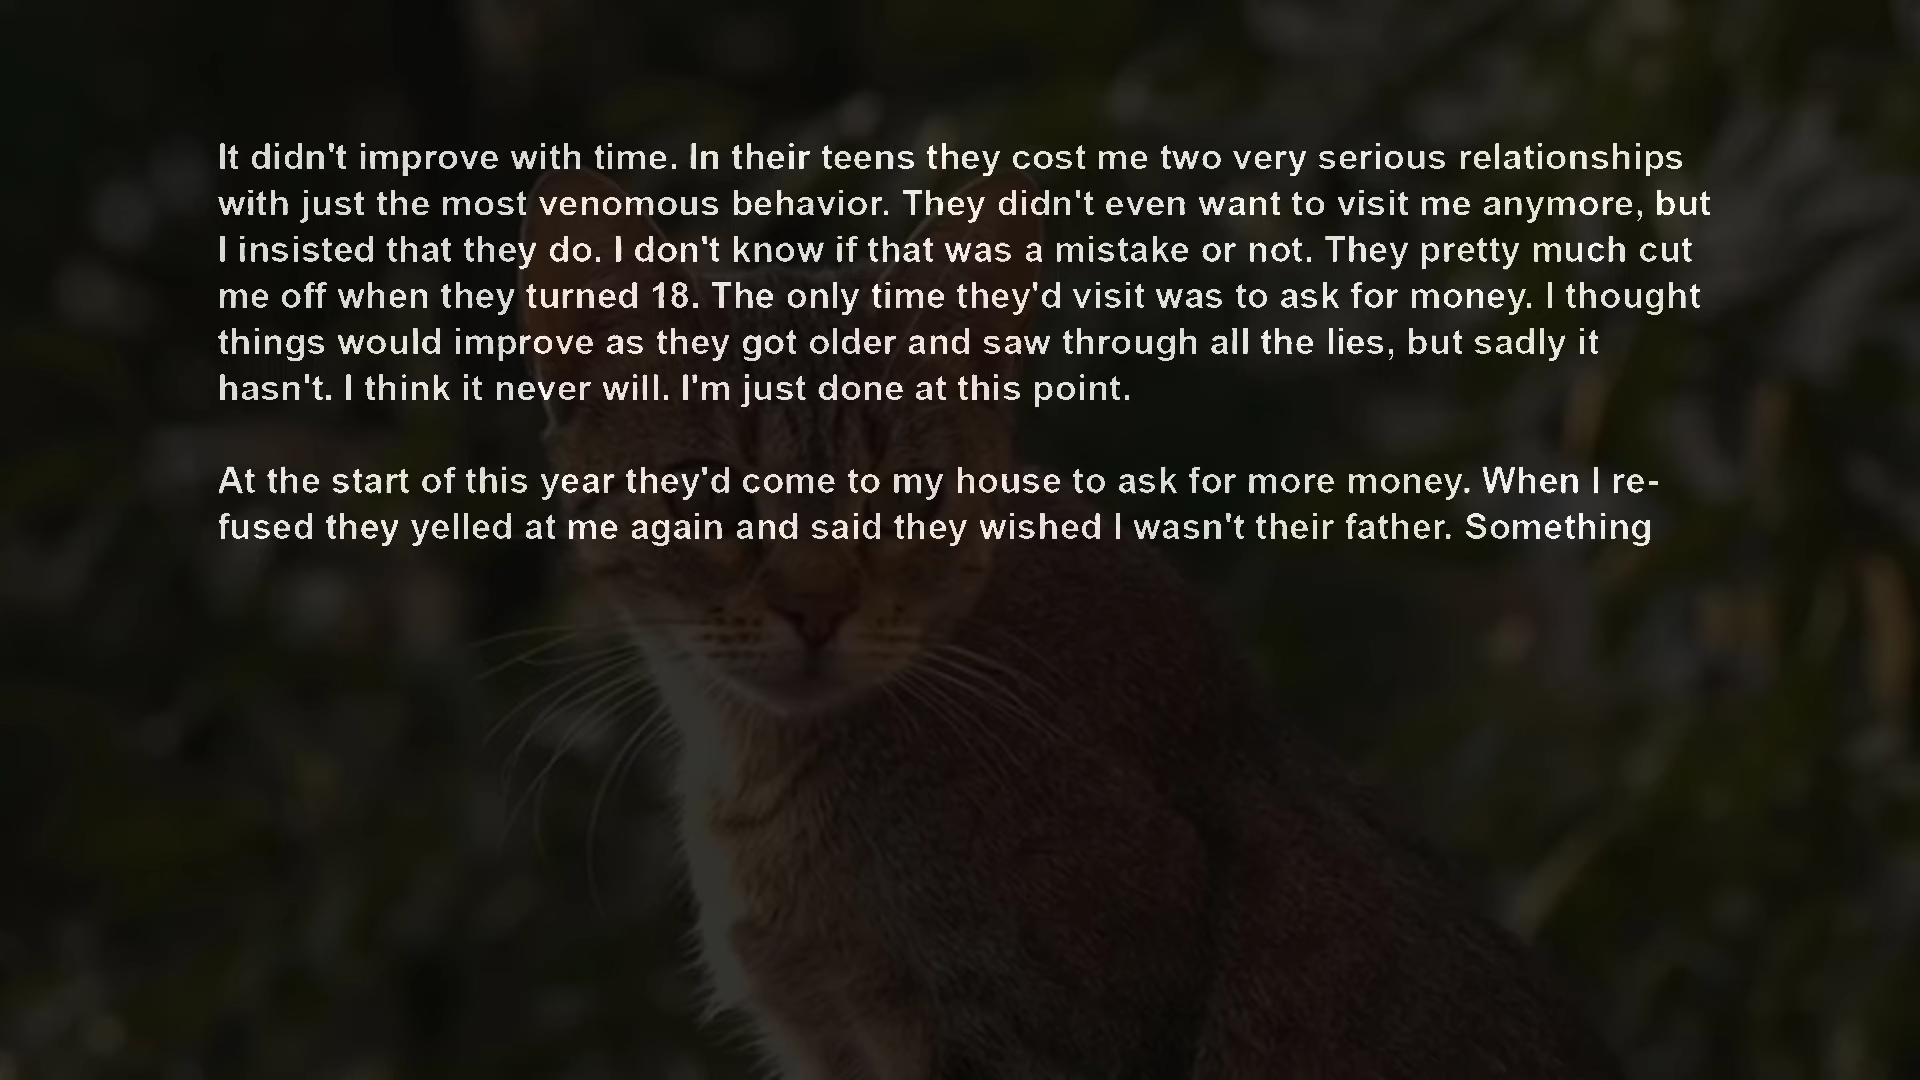 It didn't improve with time. In their teens they cost me two very serious relationships
with just the most venomous behavior. They didn't even want to visit me anymore, but
I insisted that they do. I don't know if that was a mistake or not. They pretty much cut
me off when they turned 18. The only time they'd visit was to ask for money. I thought
things would improve as they got older and saw through all the lies, but sadly it
hasn't. I think it never will. I'm just done at this point.
At the start of this year they'd come to my house to ask for more money. When I re-
fused they yelled at me again and said they wished I wasn't their father. Something